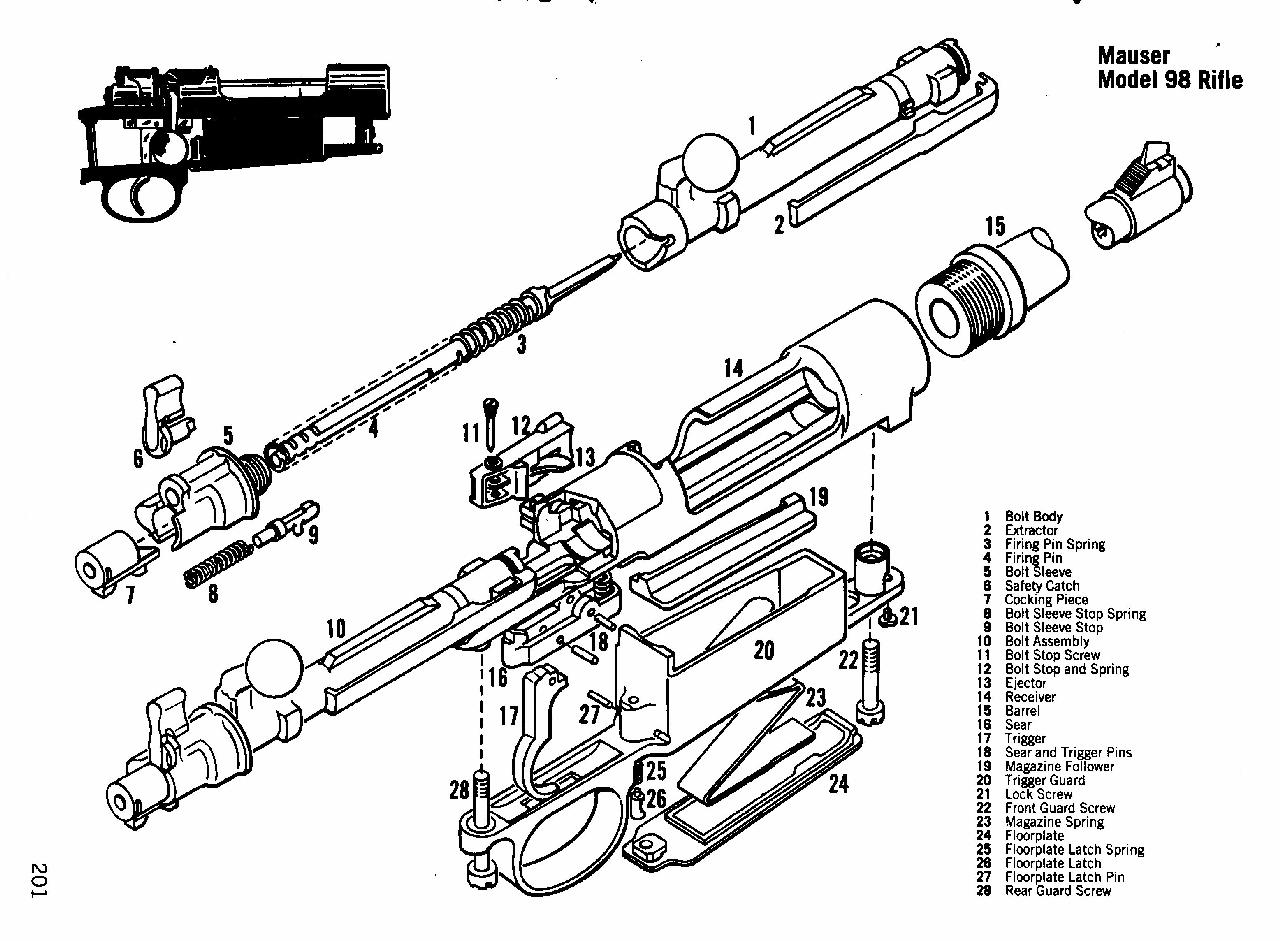 Mauser
Model 98 Rifle
1
2
15
3
14
4
11
12
5
13
6
19
9
7
8
10
18
21
16
20
22
17
27
23
25
28
26
24
1 Bolt Body
2 Extractor
3 Firing Pin Spring
4 Firing Pin
5 Bolt Sleeve
6 Safety Catch
7 Cocking Piece
8 Bolt Sleeve Stop Spring
9 Bolt Sleeve Stop
10 Bolt Assembly
11 Bolt Stop Screw
12 Bolt Stop and Spring
13 Ejector
14 Receiver
15 Barrel
16 Sear
17 Trigger
18 Sear and Trigger Pins
19 Magazine Follower
20 Trigger Guard
21 Lock Screw
22 Front Guard Screw
23 Magazine Spring
24 Floorplate
25 Floorplate Latch Spring
26 Floorplate Latch
27 Floorplate Latch Pin
28 Rear Guard Screw
201